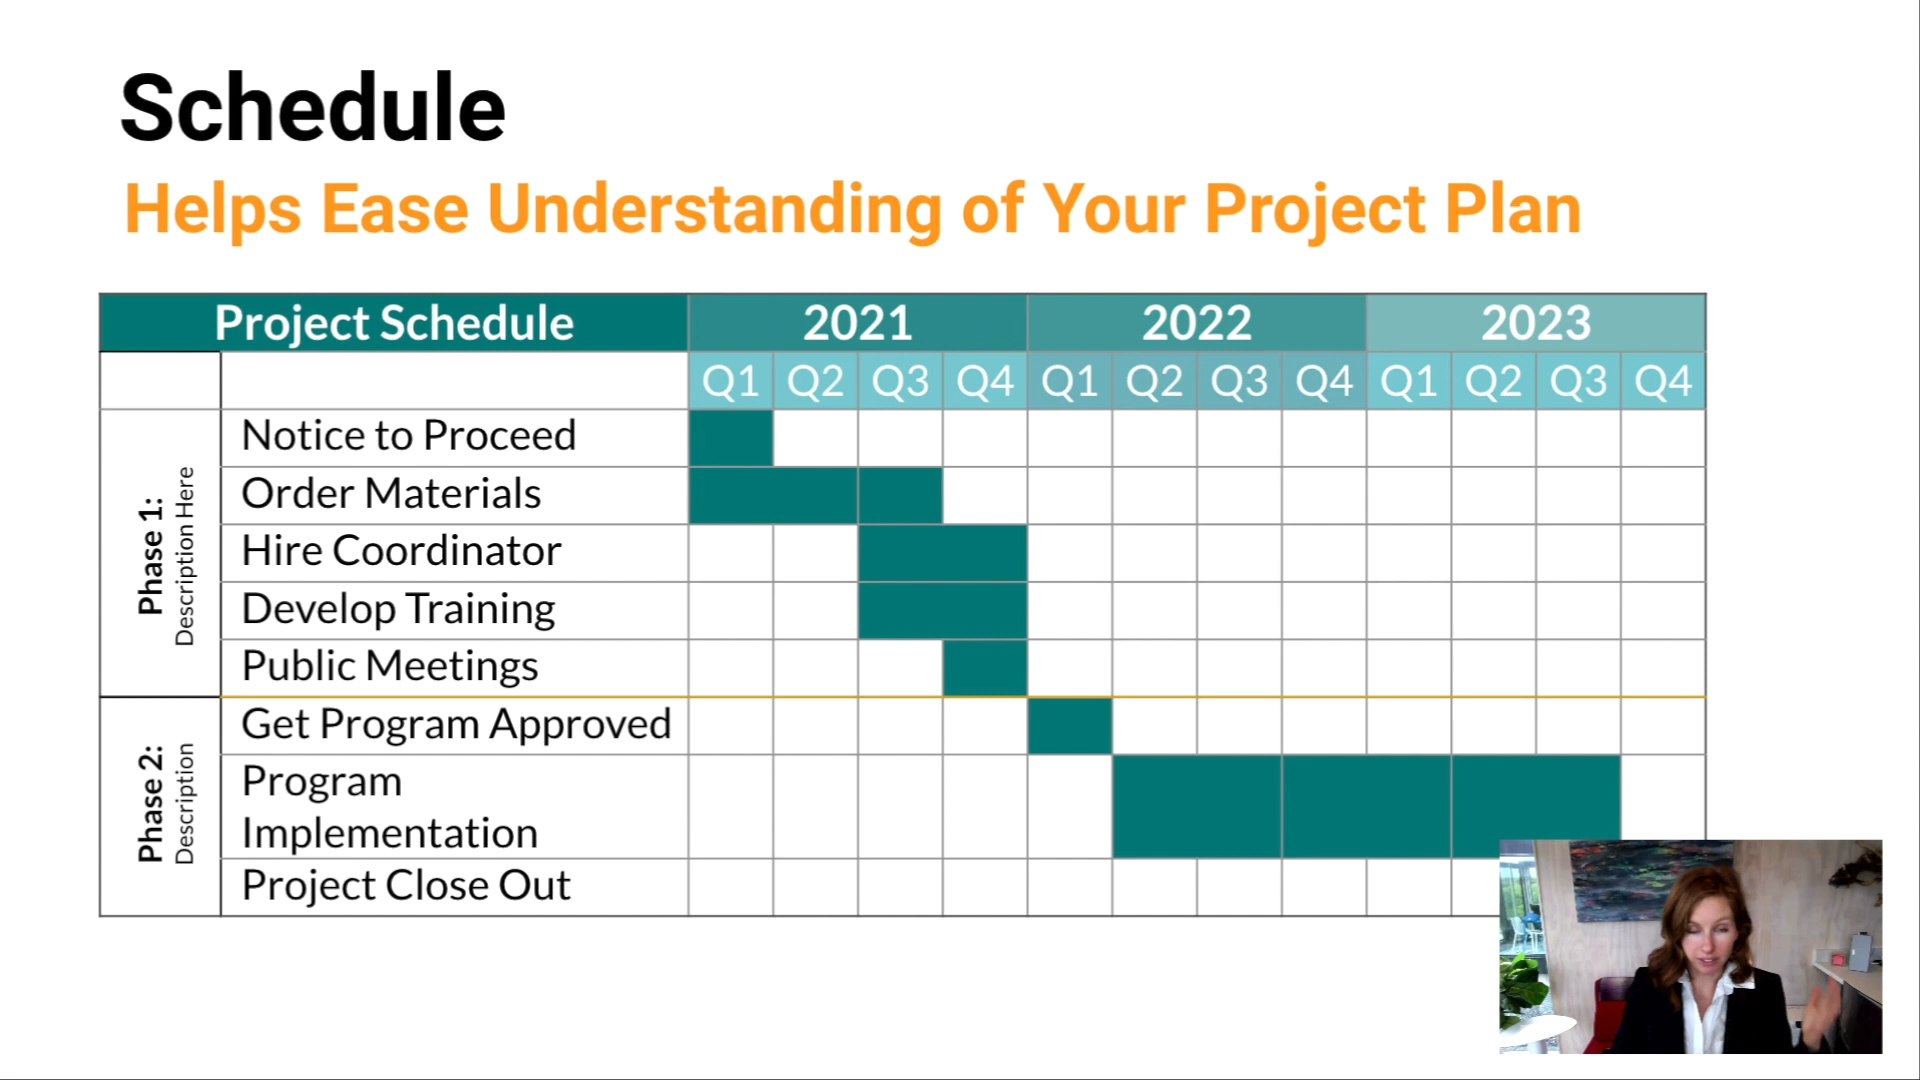 Schedule
Helps Ease Understanding of Your Project Plan
Project Schedule 2021 2022 2023
Q1 Q2 Q3 Q4 Q1 Q2 Q3 Q4 Q1 Q2 Q3 Q4
Phase 1:
Description Here
Notice to Proceed
Order Materials
Hire Coordinator
Develop Training
Public Meetings
Phase 2:
Description
Get Program Approved
Program
Implementation
Project Close Out